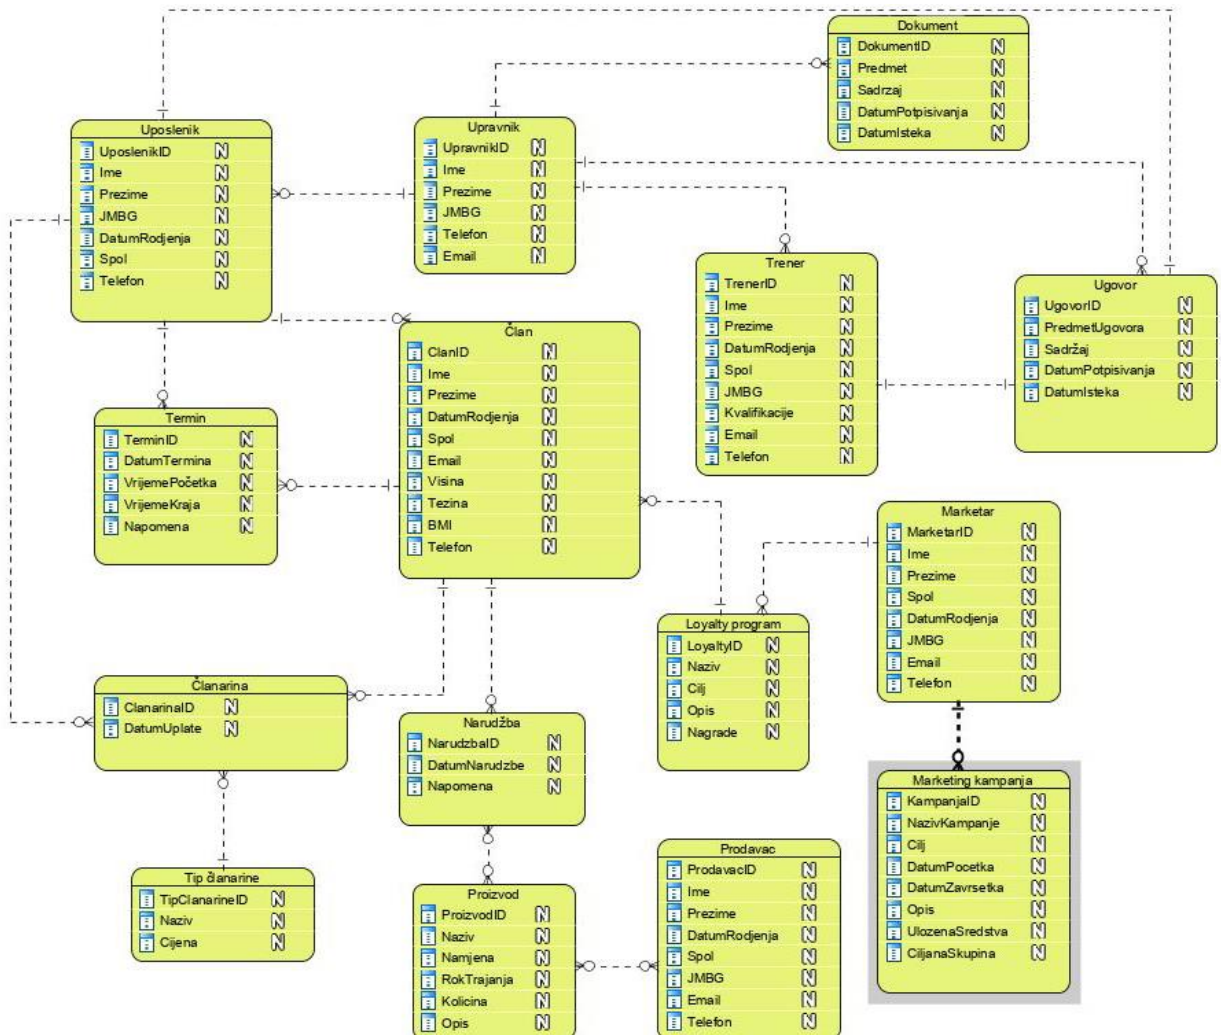 Dokument
DokumentID N
Predmet N
Sadrzaj N
DatumPotpisivanja N
DatumIsteka N
Uposlenik
UposlenikID N
Ime N
Prezime N
JMBG N
DatumRodjenja N
Spol N
Telefon N
Upravnik
UpravnikID N
Ime N
Prezime N
JMBG N
Telefon N
Email N
Trener
TrenerID N
Ime N
Prezime N
DatumRodjenja N
Spol N
JMBG N
Kvalifikacije N
Email N
Telefon N
Ugovor
UgovorID N
PredmetUgovora N
Sadržaj N
DatumPotpisivanja N
DatumIsteka N
Član
ClanID N
Ime N
Prezime N
DatumRodjenja N
Spol N
Email N
Visina N
Tezina N
BMI N
Telefon N
Termin
TerminID N
DatumTermina N
VrijemePočetka N
VrijemeKraja N
Napomena N
Marketar
MarketarID N
Ime N
Prezime N
Spol N
DatumRodjenja N
JMBG N
Email N
Telefon N
Loyalty program
LoyaltyID N
Naziv N
Cilj N
Opis N
Nagrade N
Članarina
ClanarinaID N
DatumUplate N
Narudžba
NarudzbaID N
DatumNarudzbe N
Napomena N
Marketing kampanja
KampanjaID N
NazivKampanje N
Cilj N
DatumPocetka N
DatumZavrsetka N
Opis N
UlozenaSredstva N
CiljanaSkupina N
Tip članarine
TipClanarineID N
Naziv N
Cijena N
Proizvod
ProizvodID N
Naziv N
Namjena N
RokTrajanja N
Kolicina N
Opis N
Prodavac
ProdavacID N
Ime N
Prezime N
DatumRodjenja N
Spol N
JMBG N
Email N
Telefon N